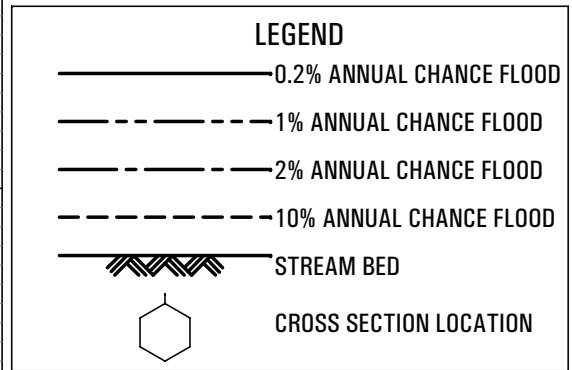 LEGEND
0.2% ANNUAL CHANCE FLOOD
1% ANNUAL CHANCE FLOOD
2% ANNUAL CHANCE FLOOD
10% ANNUAL CHANCE FLOOD
STREAM BED
CROSS SECTION LOCATION